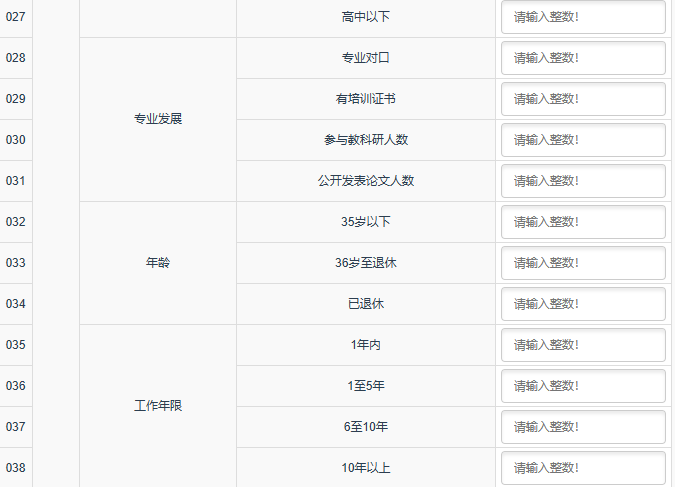 027 高中以下 请输入整数!
028 专业对口 请输入整数!
029 有培训证书 请输入整数!
专业发展
030 参与教科研人数 请输入整数!
031 公开发表论文人数 请输入整数!
032 35岁以下 请输入整数!
033 年龄 36岁至退休 请输入整数!
034 已退休 请输入整数!
035 1年内 请输入整数!
036 1至5年 请输入整数!
工作年限
037 6至10年 请输入整数!
038 10年以上 请输入整数!